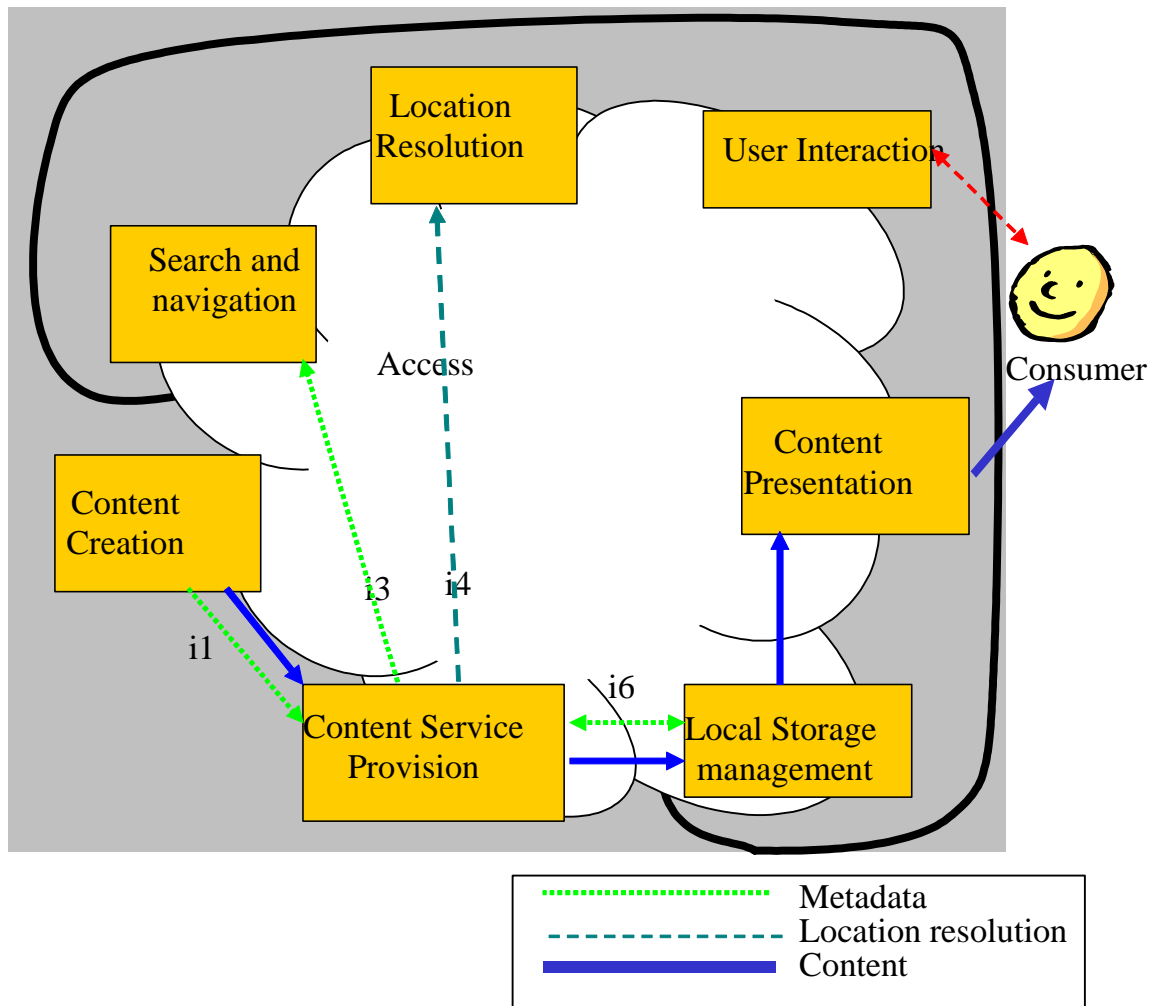 Location
Resolution
User Interaction
Search and
navigation
Access
Consumer
Content
Presentation
Content
Creation
i3
i4
i1
i6
Content Service
Provision
Local Storage
management
Metadata
Location resolution
Content